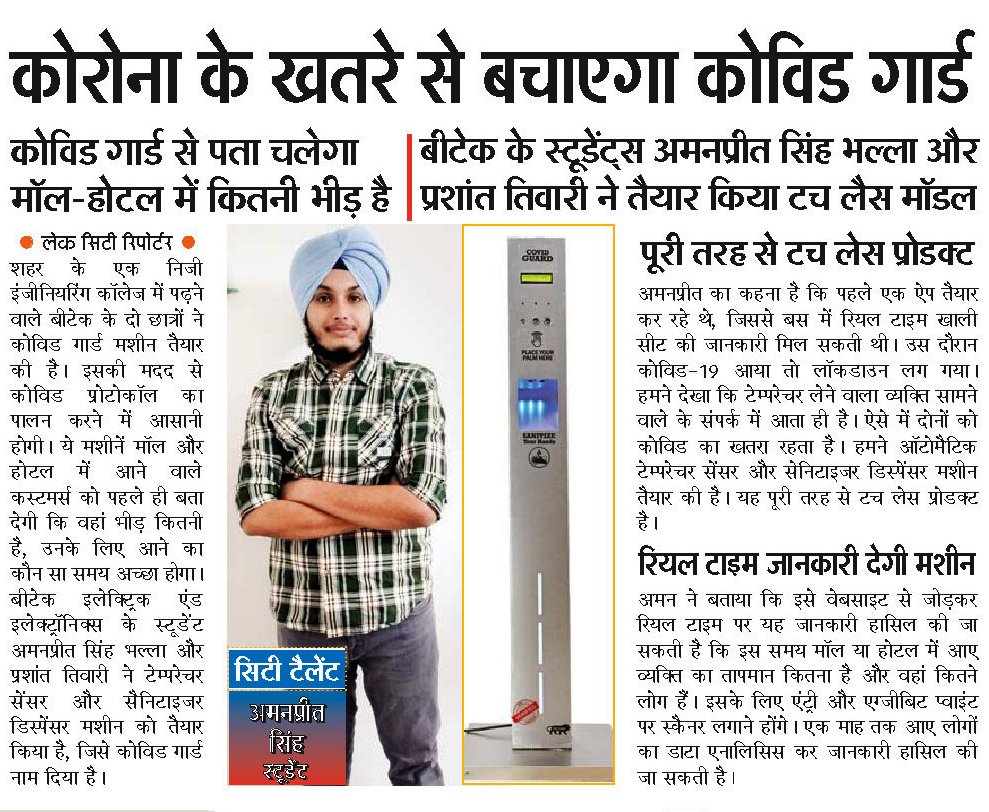 कोरोना के खतरे से बचाएगा कोविड गार्ड
कोविड गार्ड से पता चलेगा
मॉल-होटल में कितनी भीड़ है
बीटेक के स्टूडेंट्स अमनप्रीत सिंह भल्ला और
प्रशांत तिवारी ने तैयार किया टच लैस मॉडल
● लेक सिटी रिपोर्टर ●
शहर के एक निजी
इंजीनियरिंग कॉलेज में पढ़ने
वाले बीटेक के दो छात्रों ने
कोविड गार्ड मशीन तैयार
की है। इसकी मदद से
कोविड प्रोटोकॉल का
पालन करने में आसानी
होगी। ये मशीनें मॉल और
होटल में आने वाले
कस्टमर्स को पहले ही बता
देगी कि वहां भीड़ कितनी
है, उनके लिए आने का
कौन सा समय अच्छा होगा।
बीटेक इलेक्ट्रिक एंड
इलेक्ट्रॉनिक्स के स्टूडेंट
अमनप्रीत सिंह भल्ला और
प्रशांत तिवारी ने टेम्परेचर
सेंसर और सैनिटाइजर
डिस्पेंसर मशीन को तैयार
किया है, जिसे कोविड गार्ड
नाम दिया है।
सिटी टैलेंट
अमनप्रीत
सिंह
स्टूडेंट
COVID
GUARD
PLACE YOUR
PALM HERE
SANITIZE
Your Hands
पूरी तरह से टच लेस प्रोडक्ट
अमनप्रीत का कहना है कि पहले एक ऐप तैयार
कर रहे थे, जिससे बस में रियल टाइम खाली
सीट की जानकारी मिल सकती थी। उस दौरान
कोविड-19 आया तो लॉकडाउन लग गया।
हमने देखा कि टेम्परेचर लेने वाला व्यक्ति सामने
वाले के संपर्क में आता ही है। ऐसे में दोनों को
कोविड का खतरा रहता है। हमने ऑटोमैटिक
टेम्परेचर सेंसर और सेनिटाइजर डिस्पेंसर मशीन
तैयार की है। यह पूरी तरह से टच लेस प्रोडक्ट
है।
रियल टाइम जानकारी देगी मशीन
अमन ने बताया कि इसे वेबसाइट से जोड़कर
रियल टाइम पर यह जानकारी हासिल की जा
सकती है कि इस समय मॉल या होटल में आए
व्यक्ति का तापमान कितना है और वहां कितने
लोग हैं। इसके लिए एंट्री और एग्जीबिट प्वाइंट
पर स्कैनर लगाने होंगे। एक माह तक आए लोगों
का डाटा एनालिसिस कर जानकारी हासिल की
जा सकती है।